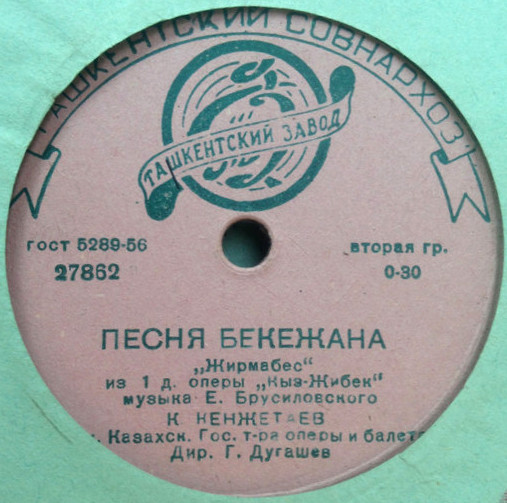 ТАШКЕНТСКИЙ СОВНАРХОЗ
ТАШКЕНТСКИЙ ЗАВОД
гост 5289-56
вторая гр.
27862
0-30
ПЕСНЯ БЕКЕЖАНА
„Жирмабес“
из 1 д. оперы „Кыз-Жибек“
музыка Е. Брусиловского
К. КЕНЖЕТАЕВ
Казахск. Гос. т-ра оперы и балет
Дир. Г. Дугашев